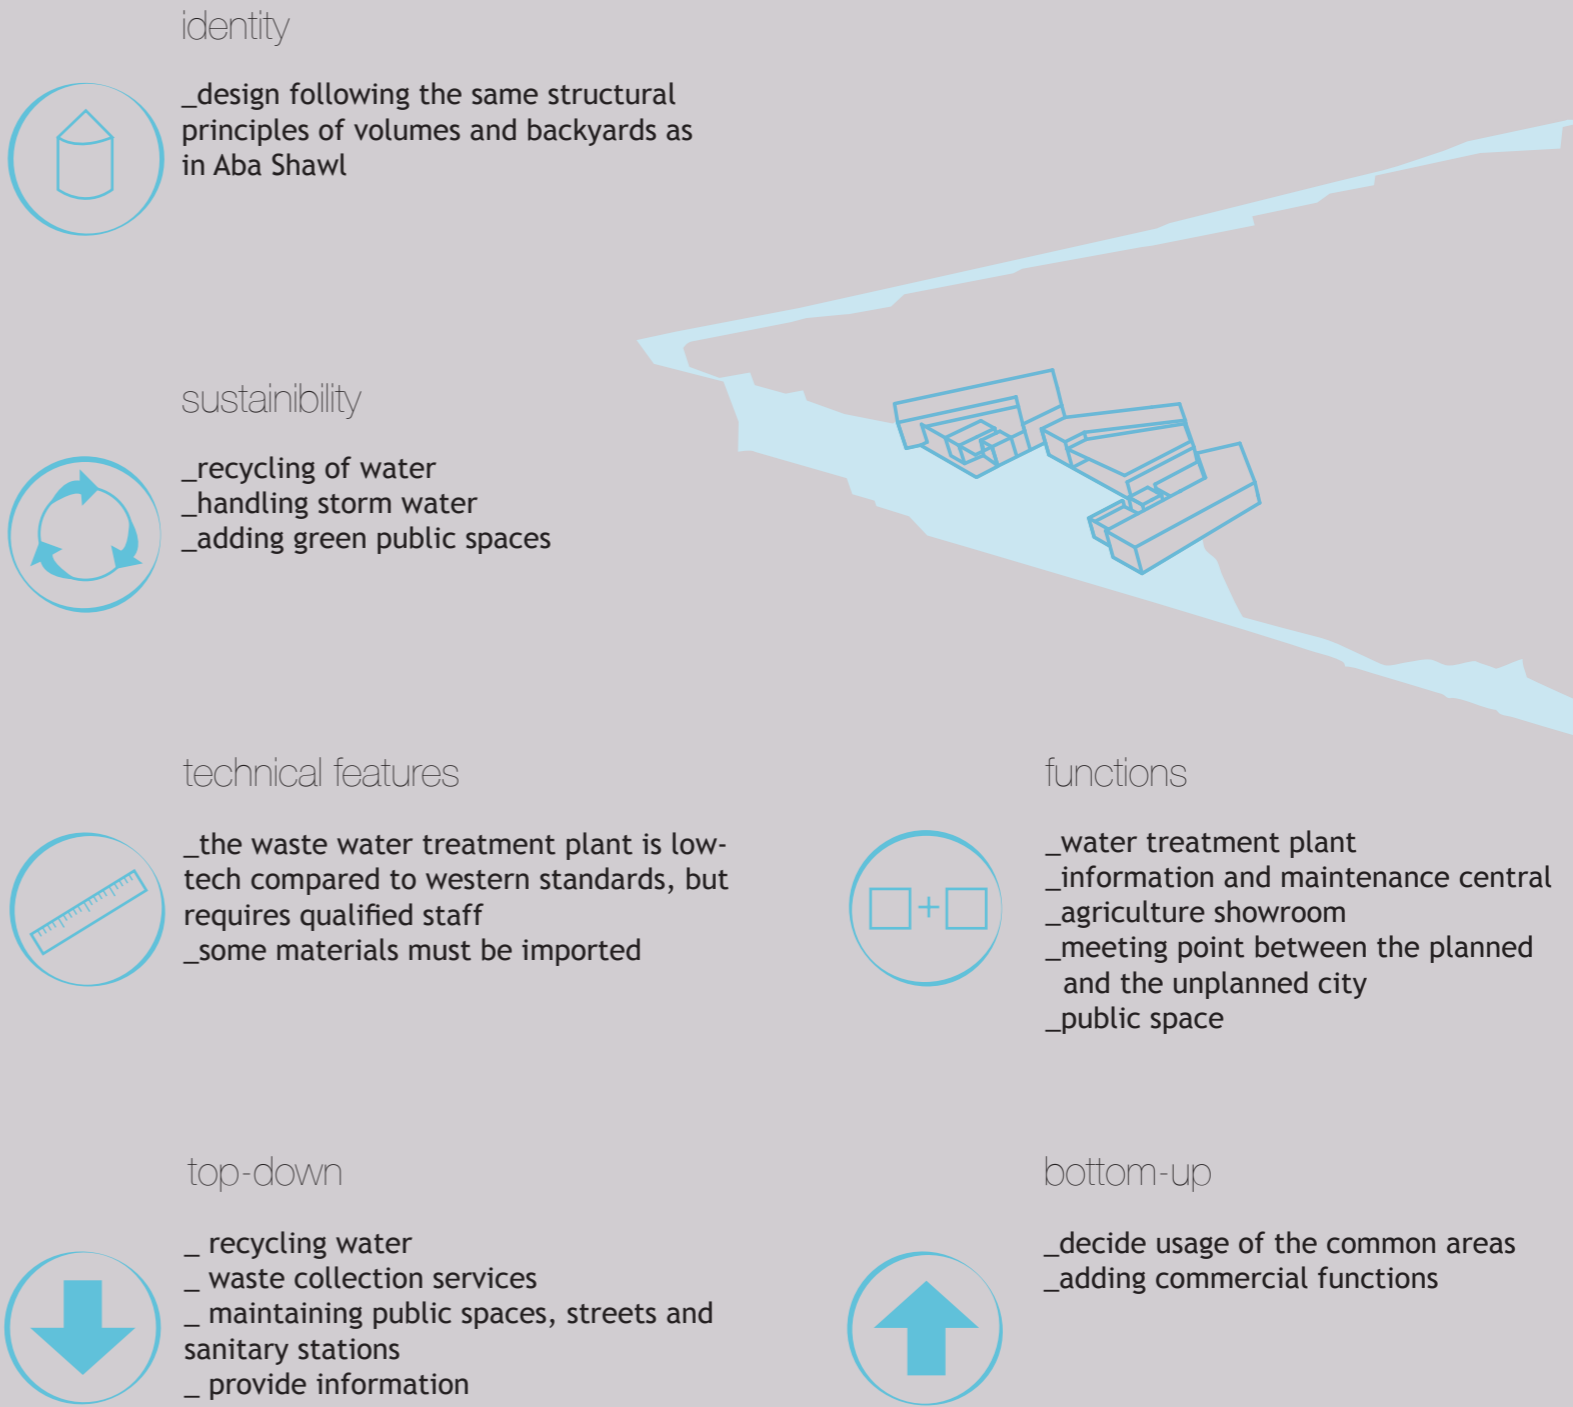 identity
_design following the same structural
principles of volumes and backyards as
in Aba Shawl
sustainibility
_recycling of water
_handling storm water
_adding green public spaces
technical features
_the waste water treatment plant is low-
tech compared to western standards, but
requires qualified staff
_some materials must be imported
functions
_water treatment plant
_information and maintenance central
_agriculture showroom
_meeting point between the planned
and the unplanned city
_public space
top-down
_ recycling water
_ waste collection services
_ maintaining public spaces, streets and
sanitary stations
_ provide information
bottom-up
_decide usage of the common areas
_adding commercial functions